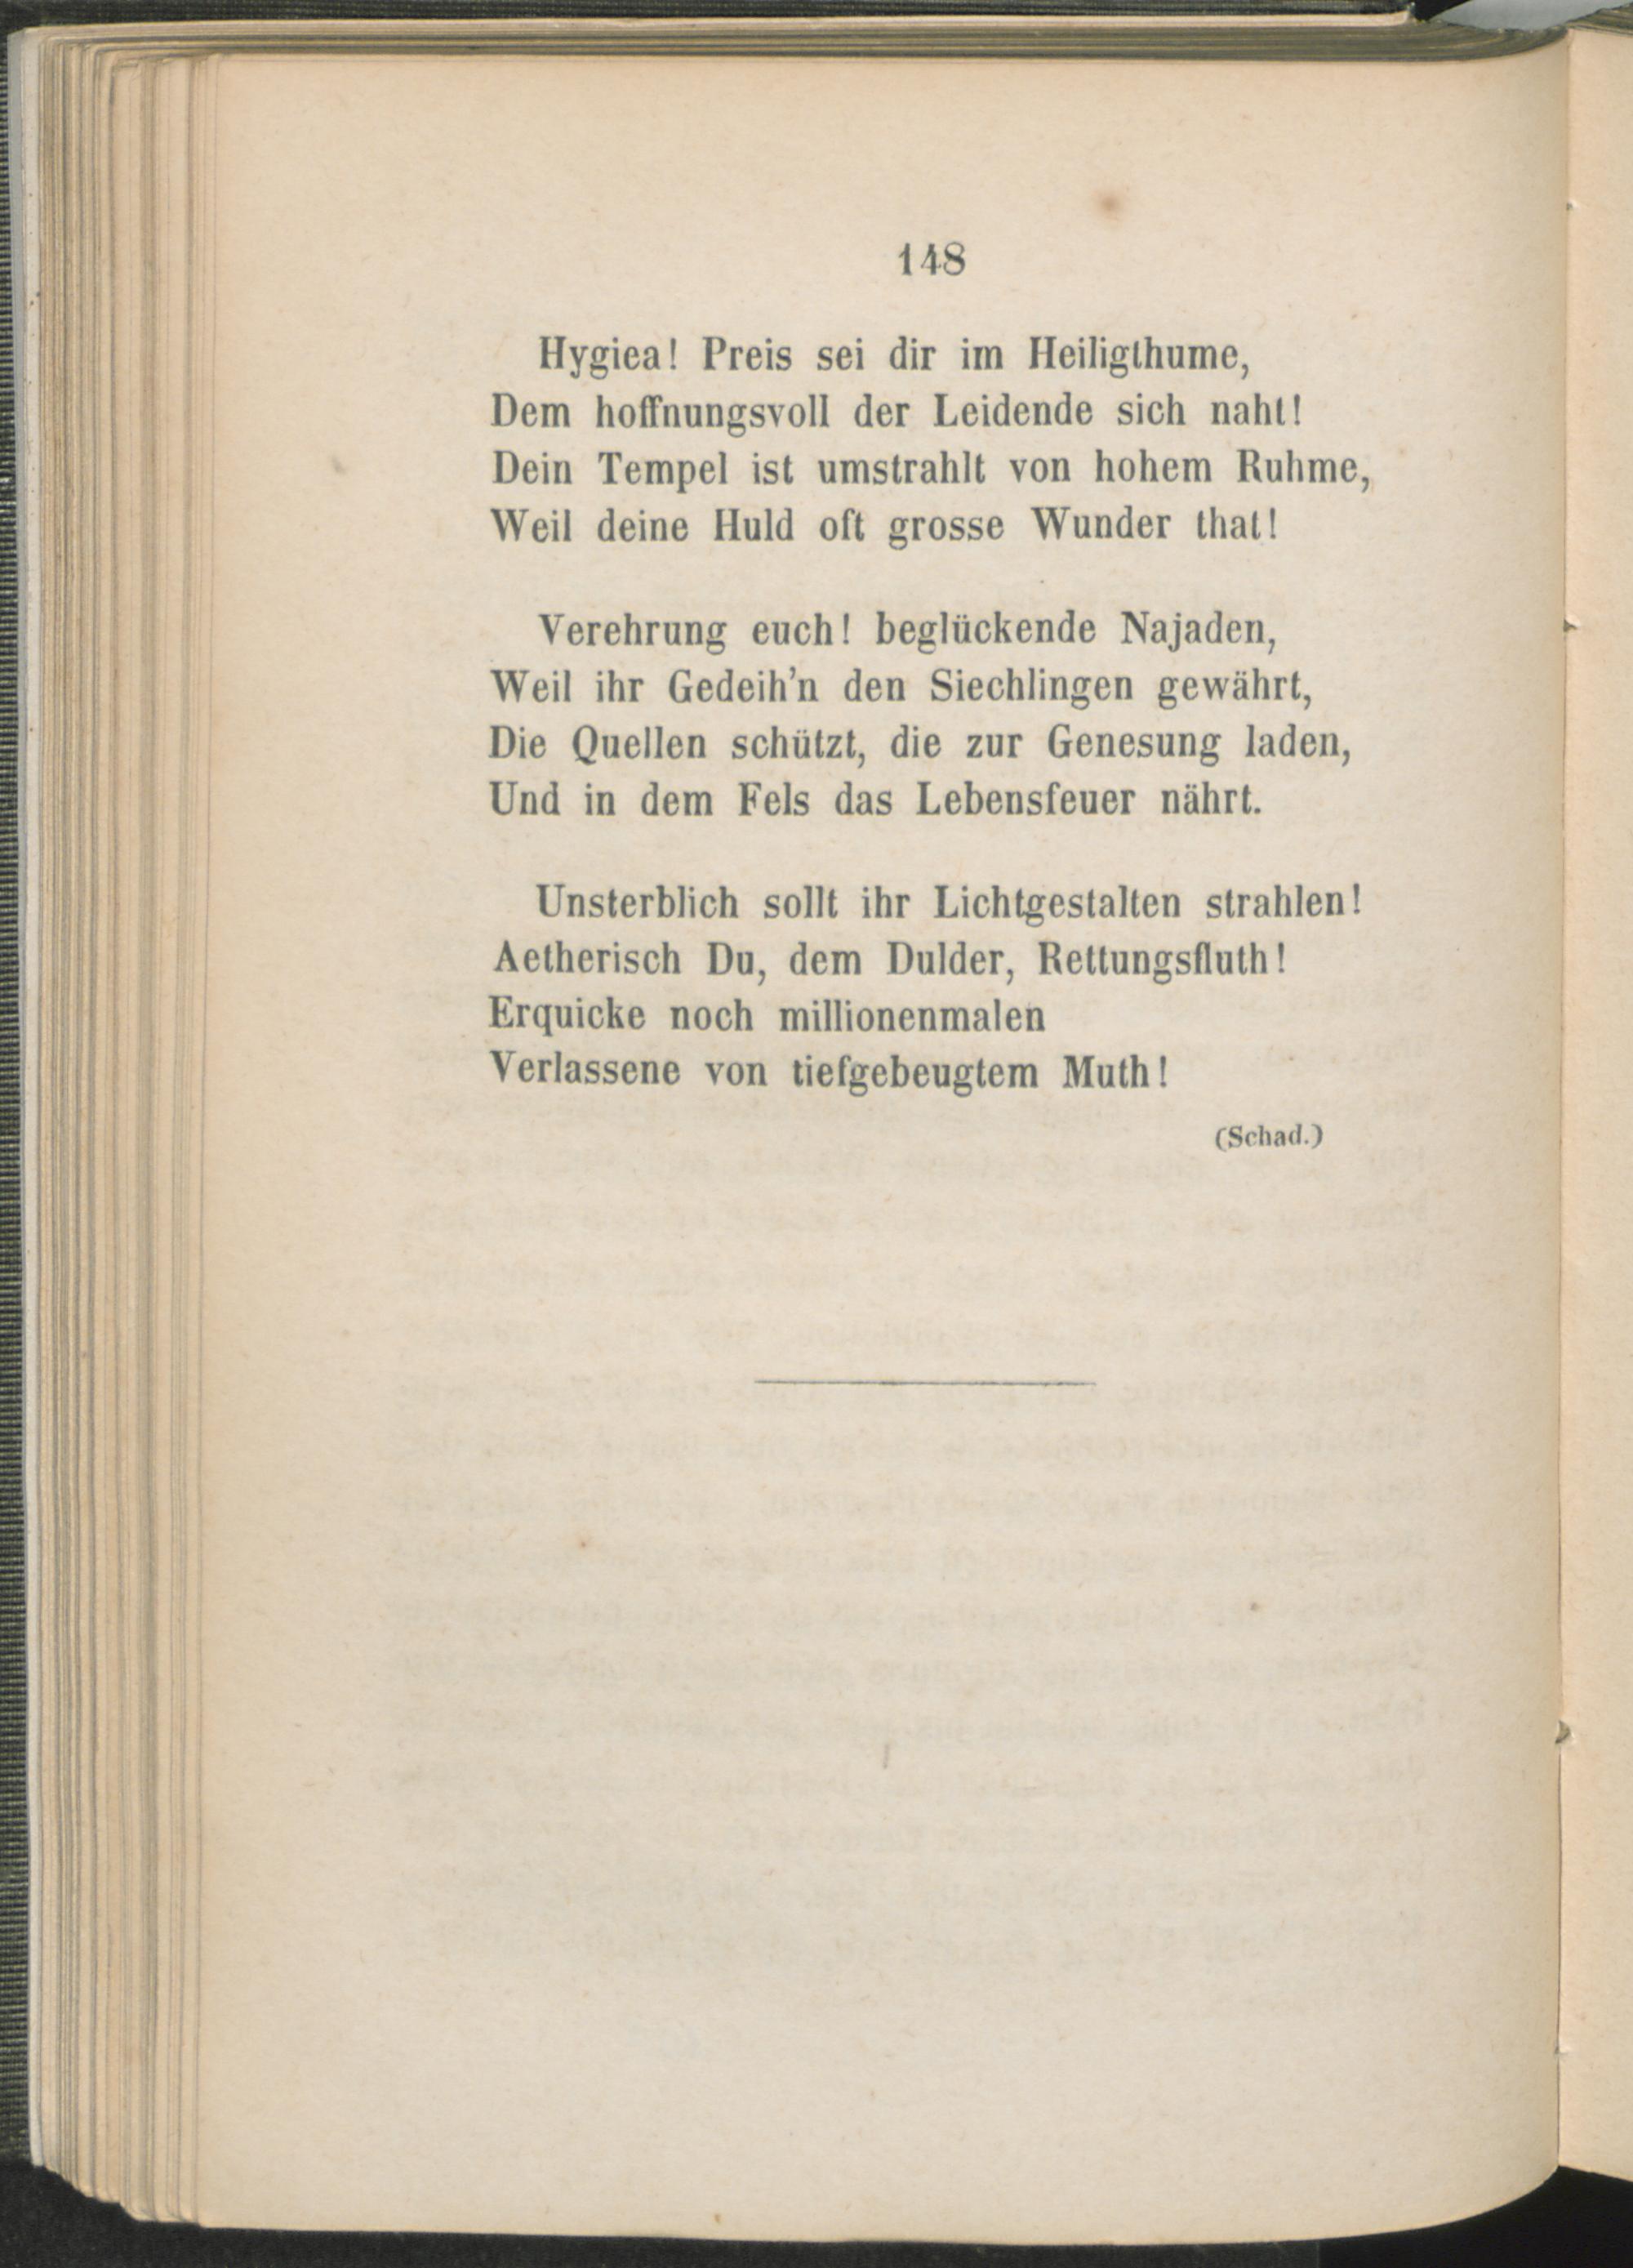 148
Hygiea! Preis sei dir im Heiligthume,
Dem hoffnungsvoll der Leidende sich naht!
Dein Tempel ist umstrahlt von hohem Ruhme,
Weil deine Huld oft grosse Wunder that!
Verehrung euch! beglückende Najaden,
Weil ihr Gedeih'n den Siechlingen gewährt,
Die Quellen schützt, die zur Genesung laden,
Und in dem Fels das Lebensfeuer nährt.
Unsterblich sollt ihr Lichtgestalten strahlen!
Aetherisch Du, dem Dulder, Rettungsfluth!
Erquicke noch millionenmalen
Verlassene von tiefgebeugtem Muth!
(Schad.)